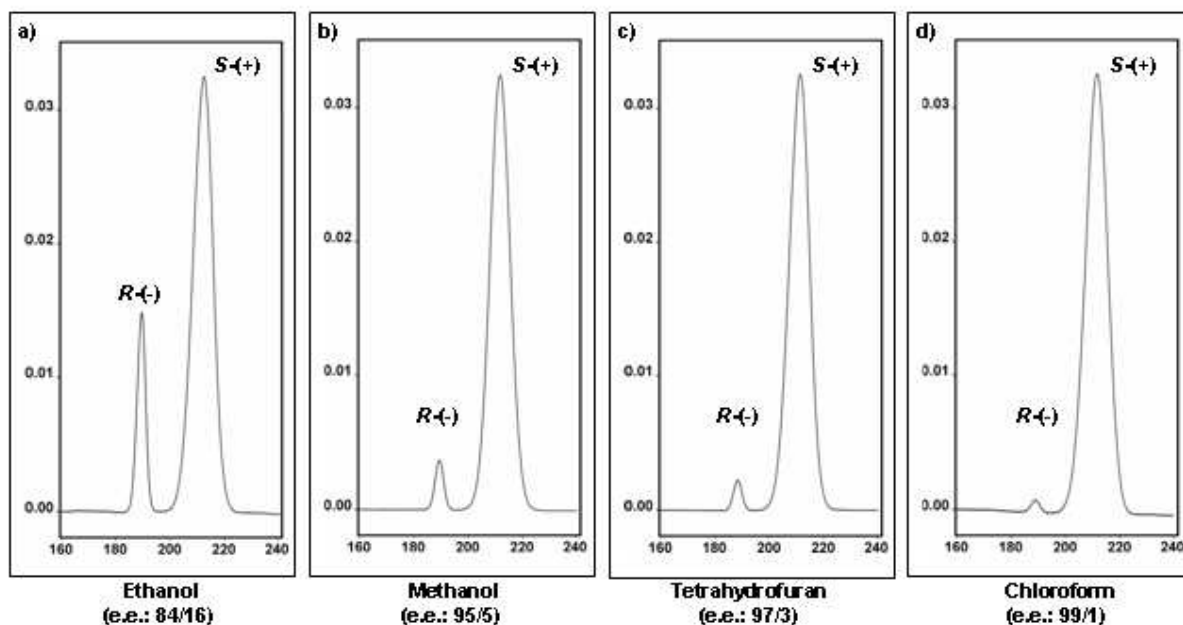 a)
S-(+)
R-(-)
0.03
0.02
0.01
0.00
160 180 200 220 240
Ethanol
(e.e.: 84/16)
b)
S-(+)
R-(-)
0.03
0.02
0.01
0.00
160 180 200 220 240
Methanol
(e.e.: 95/5)
c)
S-(+)
R-(-)
0.03
0.02
0.01
0.00
160 180 200 220 240
Tetrahydrofuran
(e.e.: 97/3)
d)
S-(+)
R-(-)
0.03
0.02
0.01
0.00
160 180 200 220 240
Chloroform
(e.e.: 99/1)